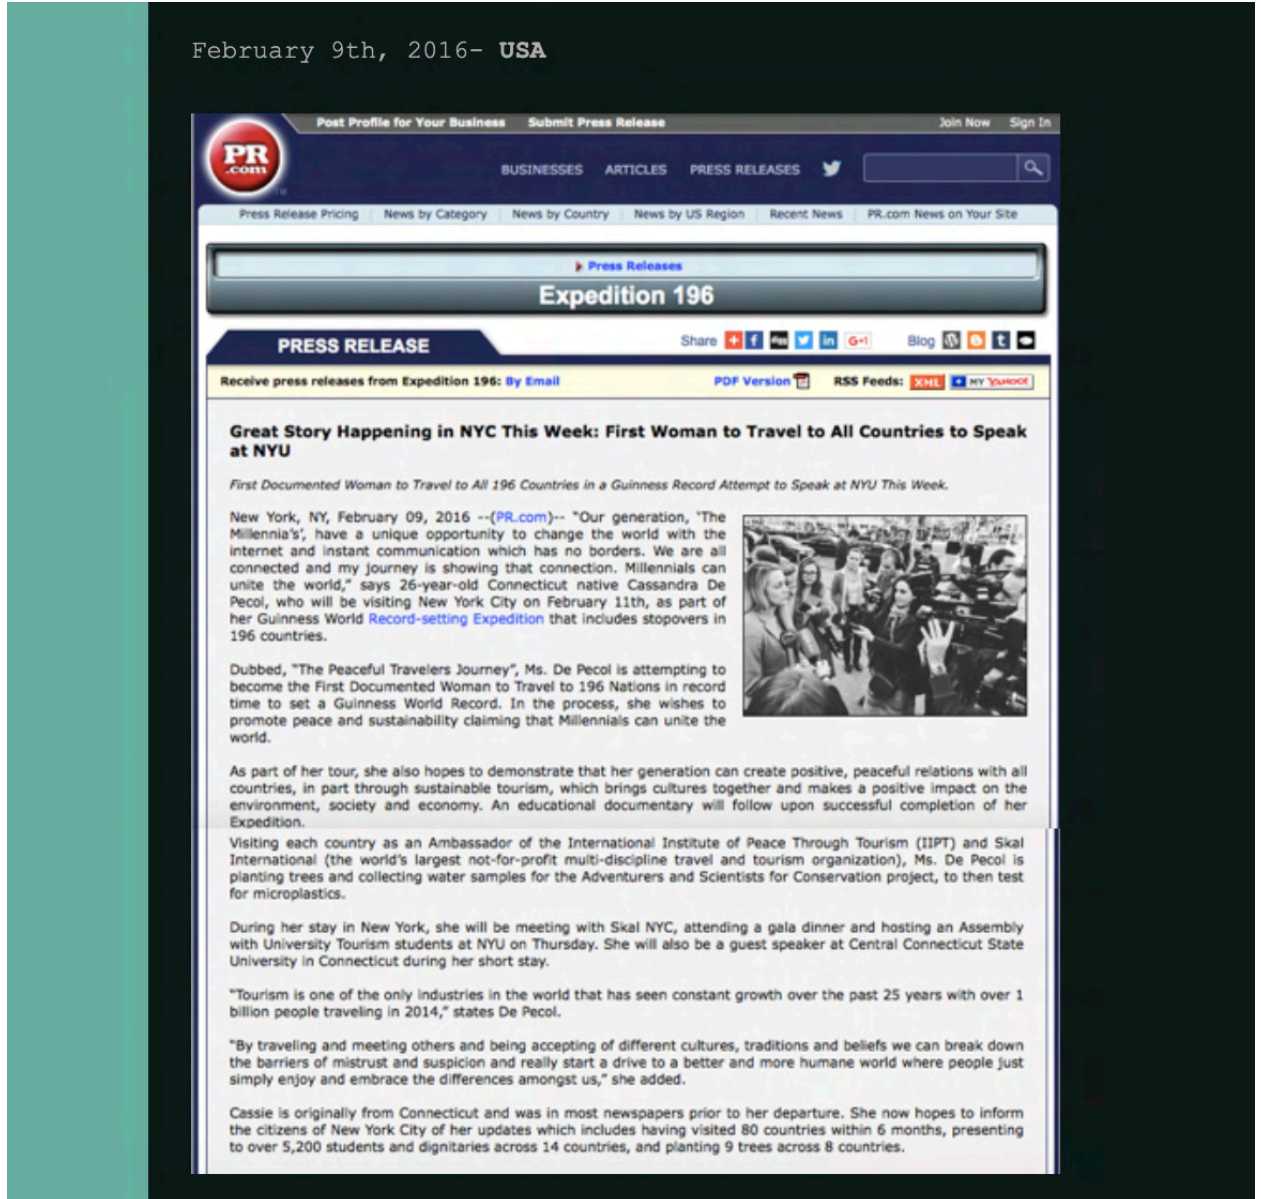 February 9th, 2016- USA
Post Profile for Your Business Submit Press Release Join Now Sign In
PR
.com
TM
BUSINESSES ARTICLES PRESS RELEASES
Press Release Pricing News by Category News by Country News by US Region Recent News PR.com News on Your Site
Press Releases
Expedition 196
PRESS RELEASE
Share digg in G+1 Blog t
Receive press releases from Expedition 196: By Email PDF Version RSS Feeds: XML MY YAHOO!
Great Story Happening in NYC This Week: First Woman to Travel to All Countries to Speak
at NYU
First Documented Woman to Travel to All 196 Countries in a Guinness Record Attempt to Speak at NYU This Week.
New York, NY, February 09, 2016 --(PR.com)-- "Our generation, 'The
Millennia's', have a unique opportunity to change the world with the
internet and instant communication which has no borders. We are all
connected and my journey is showing that connection. Millennials can
unite the world," says 26-year-old Connecticut native Cassandra De
Pecol, who will be visiting New York City on February 11th, as part of
her Guinness World Record-setting Expedition that includes stopovers in
196 countries.
Dubbed, "The Peaceful Travelers Journey", Ms. De Pecol is attempting to
become the First Documented Woman to Travel to 196 Nations in record
time to set a Guinness World Record. In the process, she wishes to
promote peace and sustainability claiming that Millennials can unite the
world.
As part of her tour, she also hopes to demonstrate that her generation can create positive, peaceful relations with all
countries, in part through sustainable tourism, which brings cultures together and makes a positive impact on the
environment, society and economy. An educational documentary will follow upon successful completion of her
Expedition.
Visiting each country as an Ambassador of the International Institute of Peace Through Tourism (IIPT) and Skal
International (the world's largest not-for-profit multi-discipline travel and tourism organization), Ms. De Pecol is
planting trees and collecting water samples for the Adventurers and Scientists for Conservation project, to then test
for microplastics.
During her stay in New York, she will be meeting with Skal NYC, attending a gala dinner and hosting an Assembly
with University Tourism students at NYU on Thursday. She will also be a guest speaker at Central Connecticut State
University in Connecticut during her short stay.
"Tourism is one of the only industries in the world that has seen constant growth over the past 25 years with over 1
billion people traveling in 2014," states De Pecol.
"By traveling and meeting others and being accepting of different cultures, traditions and beliefs we can break down
the barriers of mistrust and suspicion and really start a drive to a better and more humane world where people just
simply enjoy and embrace the differences amongst us," she added.
Cassie is originally from Connecticut and was in most newspapers prior to her departure. She now hopes to inform
the citizens of New York City of her updates which includes having visited 80 countries within 6 months, presenting
to over 5,200 students and dignitaries across 14 countries, and planting 9 trees across 8 countries.